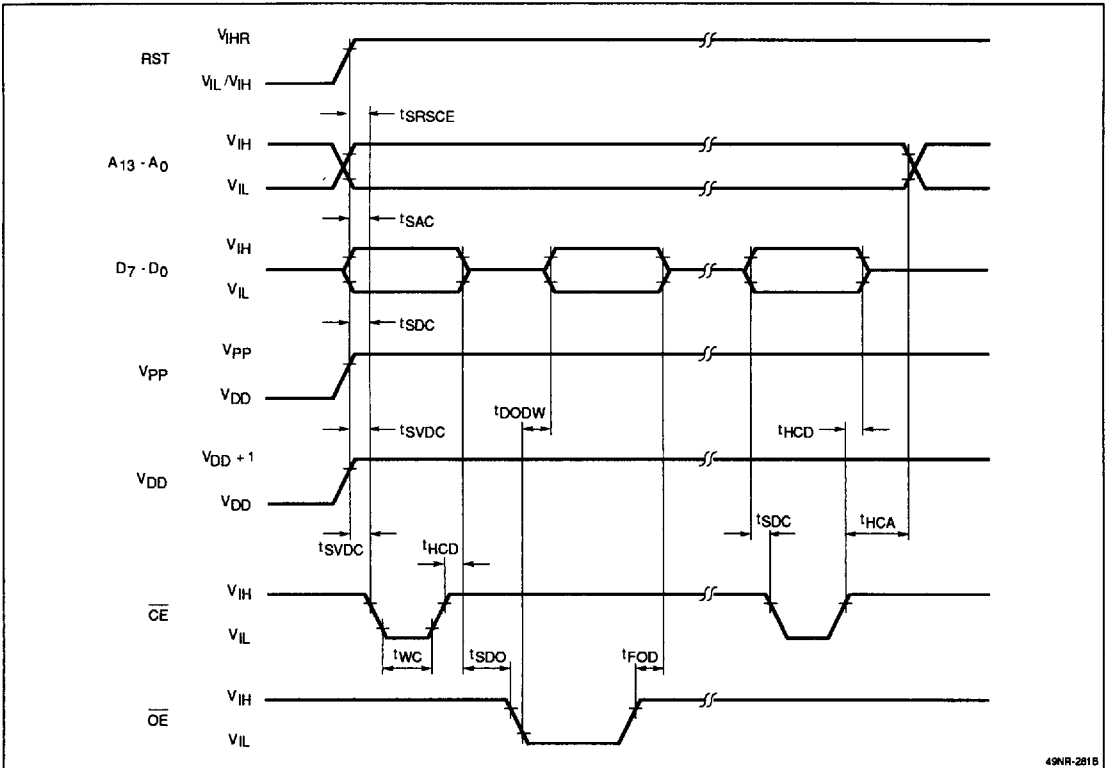 RST
VIHR
VIL /VIH
tSRSCE
A13 - A0
VIH
VIL
tSAC
D7 - D0
VIH
VIL
tSDC
VPP
VPP
VDD
tDODW
tSVDC
tHCD
VDD
VDD + 1
VDD
tSDC
tHCA
tSVDC
tHCD
CE
VIH
VIL
tWC
tSDO
tFOD
OE
VIH
VIL
49NR-281B